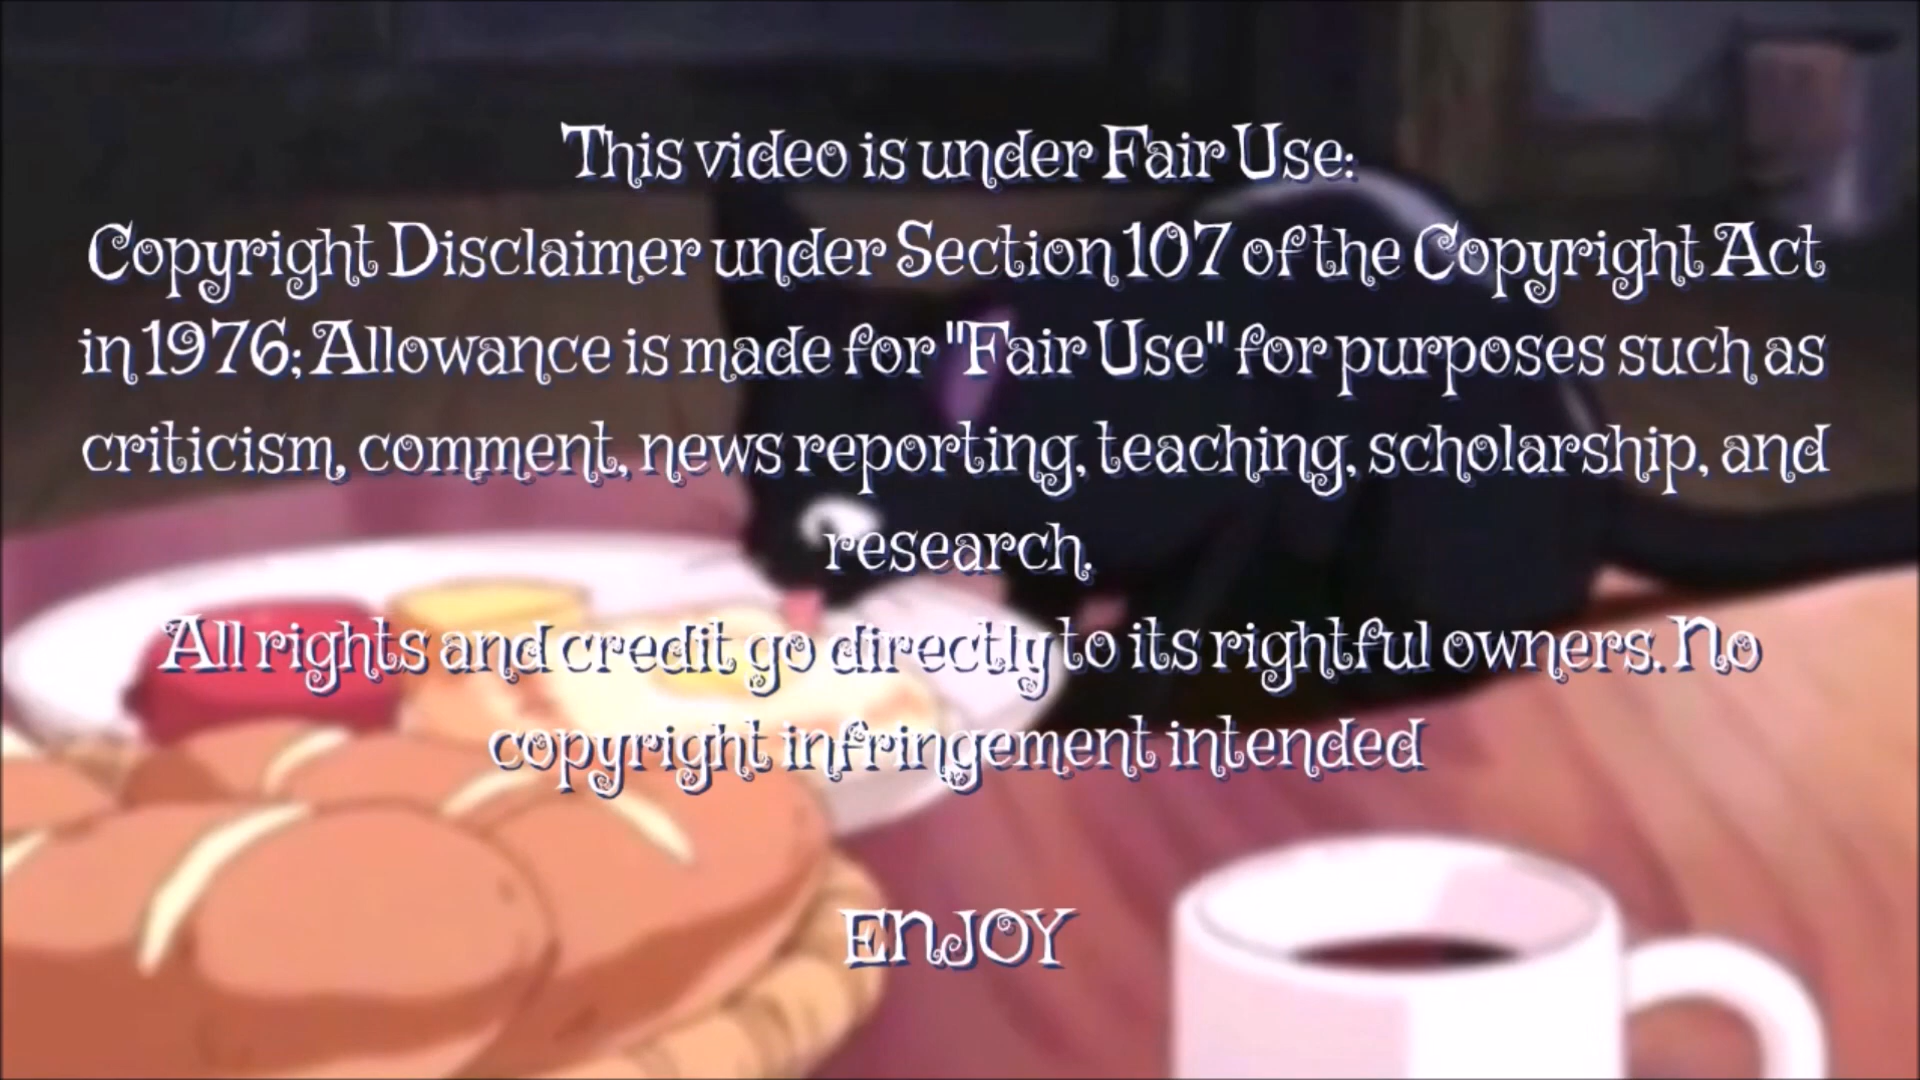 This video is under Fair Use:
Copyright Disclaimer under Section 107 of the Copyright Act
in 1976; Allowance is made for "Fair Use" for purposes such as
criticism, comment, news reporting, teaching, scholarship, and
research.
All rights and credit go directly to its rightful owners. No
copyright infringement intended
ENJOY